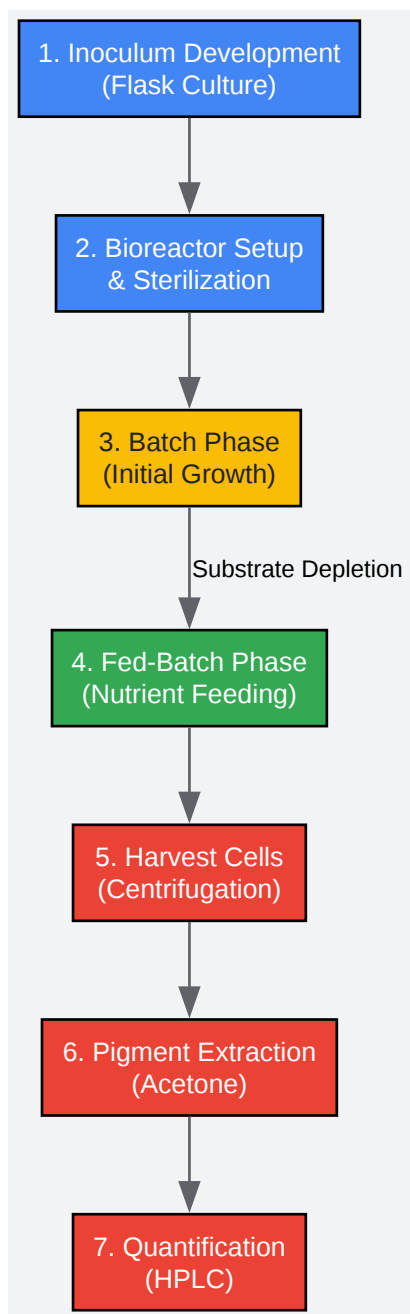 1. Inoculum Development
(Flask Culture)
2. Bioreactor Setup
& Sterilization
3. Batch Phase
(Initial Growth)
Substrate Depletion
4. Fed-Batch Phase
(Nutrient Feeding)
5. Harvest Cells
(Centrifugation)
6. Pigment Extraction
(Acetone)
7. Quantification
(HPLC)